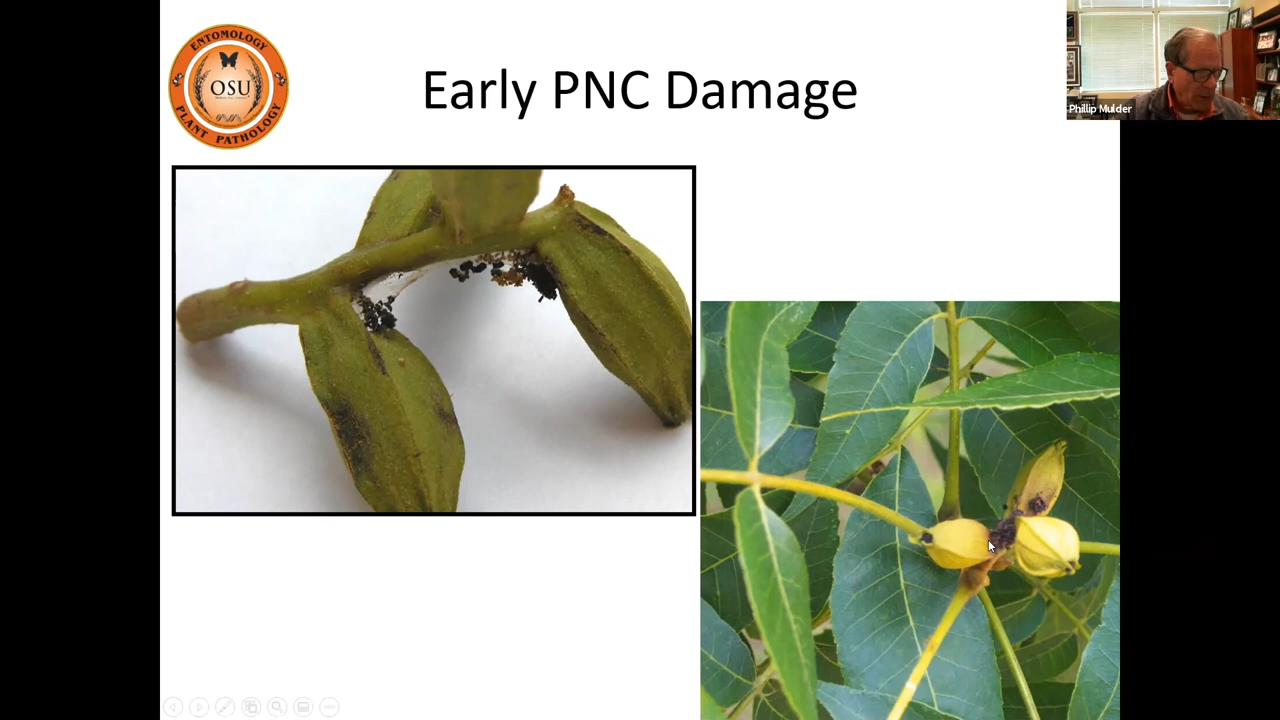 ENTOMOLOGY
OSU
PLANT PATHOLOGY
Early PNC Damage
Phillip Mulder